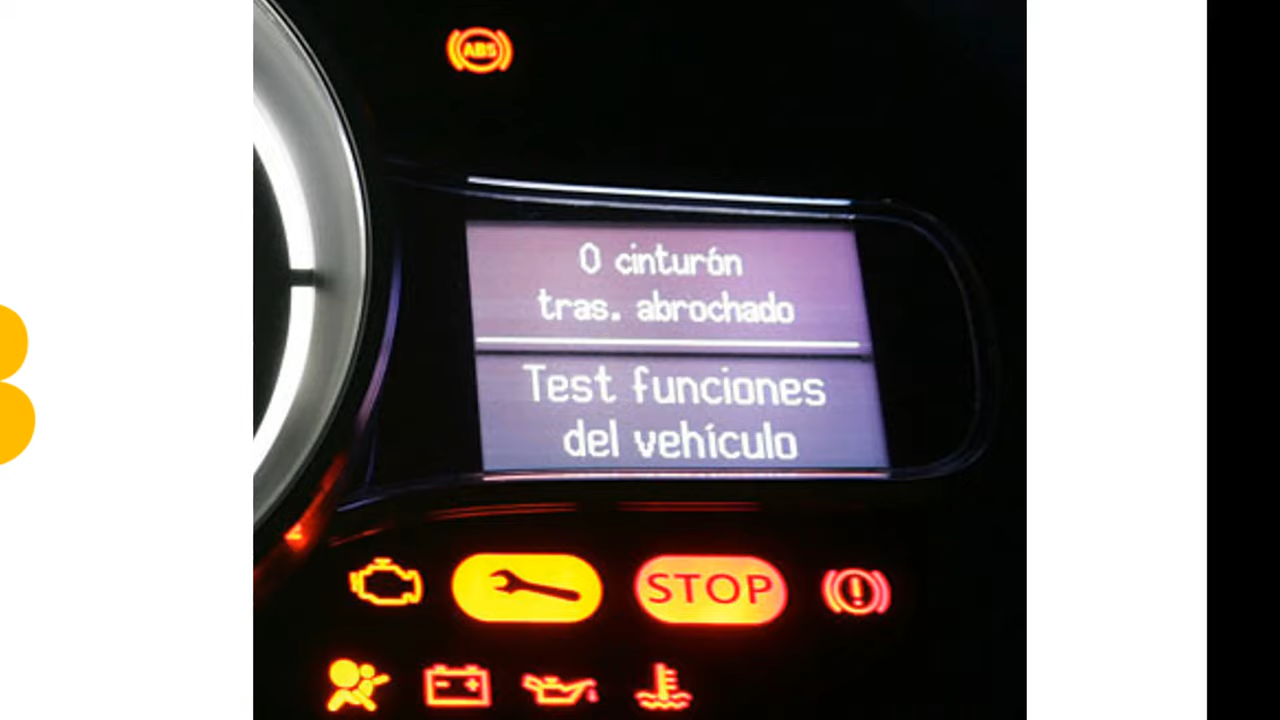 ABS
0 cinturón
tras. abrochado
Test funciones
del vehículo
STOP